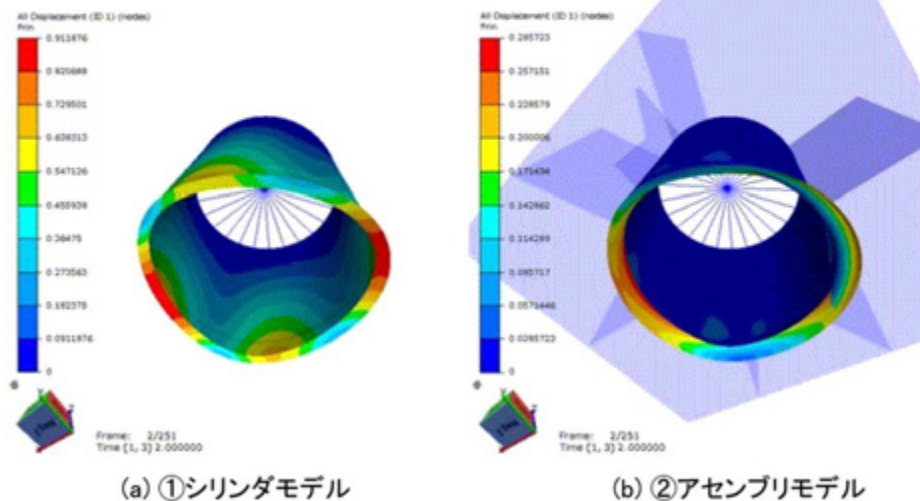 All Displacement (ID 1) (nodes)
0.911876
0.820688
0.729501
0.638313
0.547126
0.455938
0.36475
0.273563
0.182375
0.0911876
0
Frame: 2/251
Time [1, 3] 2.000000
(a) ①シリンダモデル
All Displacement (ID 1) (nodes)
0.285723
0.257151
0.228579
0.200006
0.171434
0.142862
0.114289
0.085717
0.0571446
0.0285723
0
Frame: 2/251
Time [1, 3] 2.000000
(b) ②アセンブリモデル